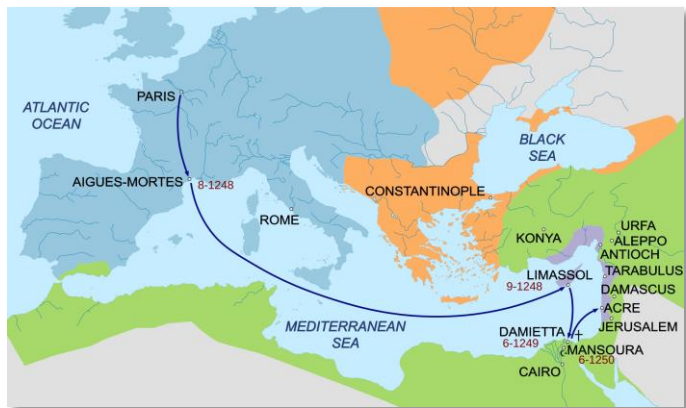 PARIS
ATLANTIC
OCEAN
BLACK
SEA
AIGUES-MORTES
8-1248
CONSTANTINOPLE
ROME
KONYA
URFA
ALEPPO
ANTIOCH
LIMASSOL
TARABULUS
9-1248
DAMASCUS
ACRE
MEDITERRANEAN
SEA
DAMIETTA
JERUSALEM
6-1249
MANSOURA
6-1250
CAIRO